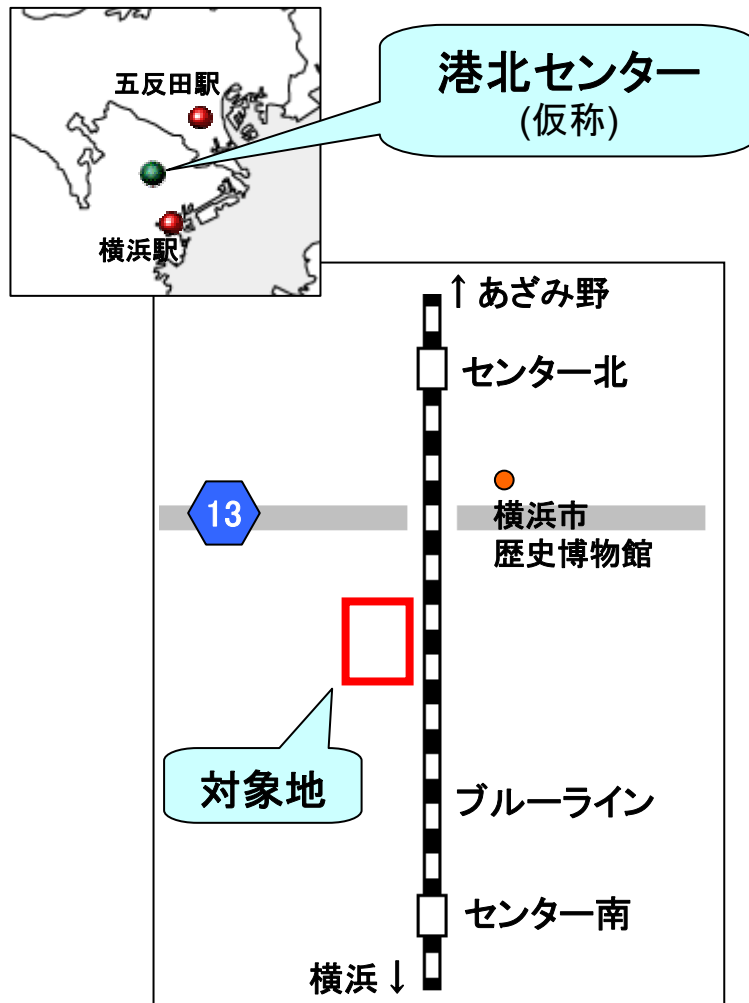 五反田駅
港北センター
(仮称)
横浜駅
↑ あざみ野
センター北
13
横浜市
歴史博物館
対象地
ブルーライン
センター南
横浜 ↓